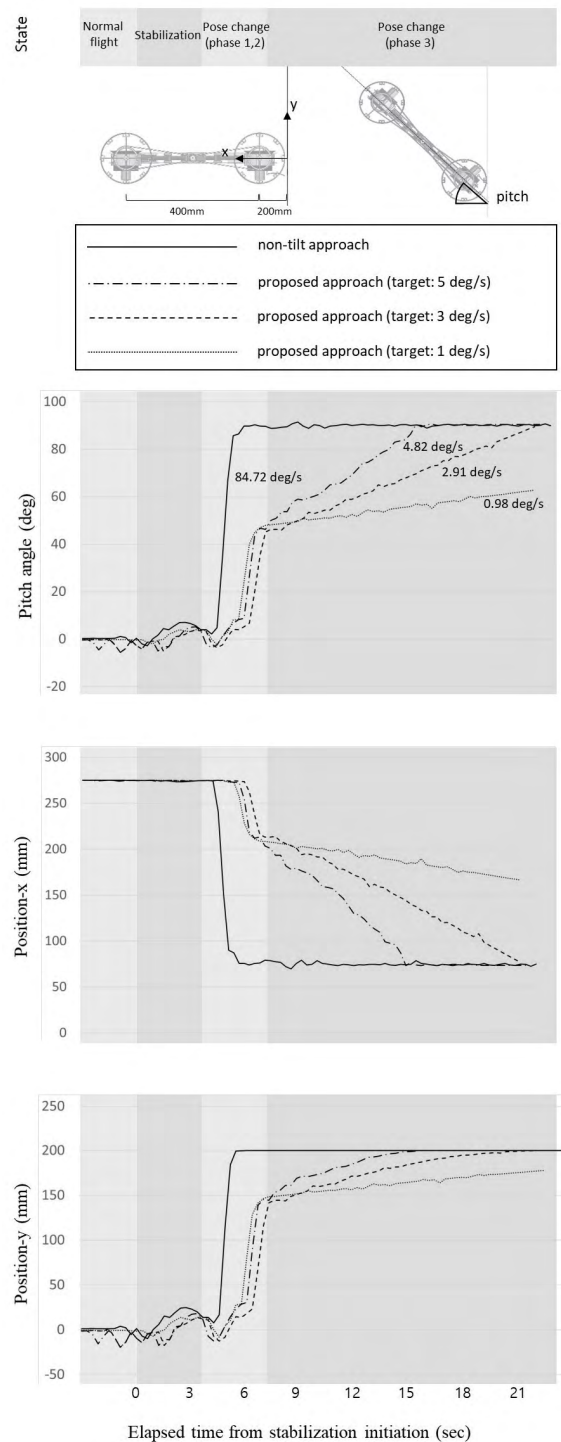 State
Normal flight
Stabilization
Pose change (phase 1,2)
Pose change (phase 3)
y
x
400mm
200mm
pitch
non-tilt approach
proposed approach (target: 5 deg/s)
proposed approach (target: 3 deg/s)
proposed approach (target: 1 deg/s)
Pitch angle (deg)
100
80
60
40
20
0
-20
84.72 deg/s
4.82 deg/s
2.91 deg/s
0.98 deg/s
Position-x (mm)
300
250
200
150
100
50
0
Position-y (mm)
200
150
100
50
0
-50
0 3 6 9 12 15 18 21
Elapsed time from stabilization initiation (sec)